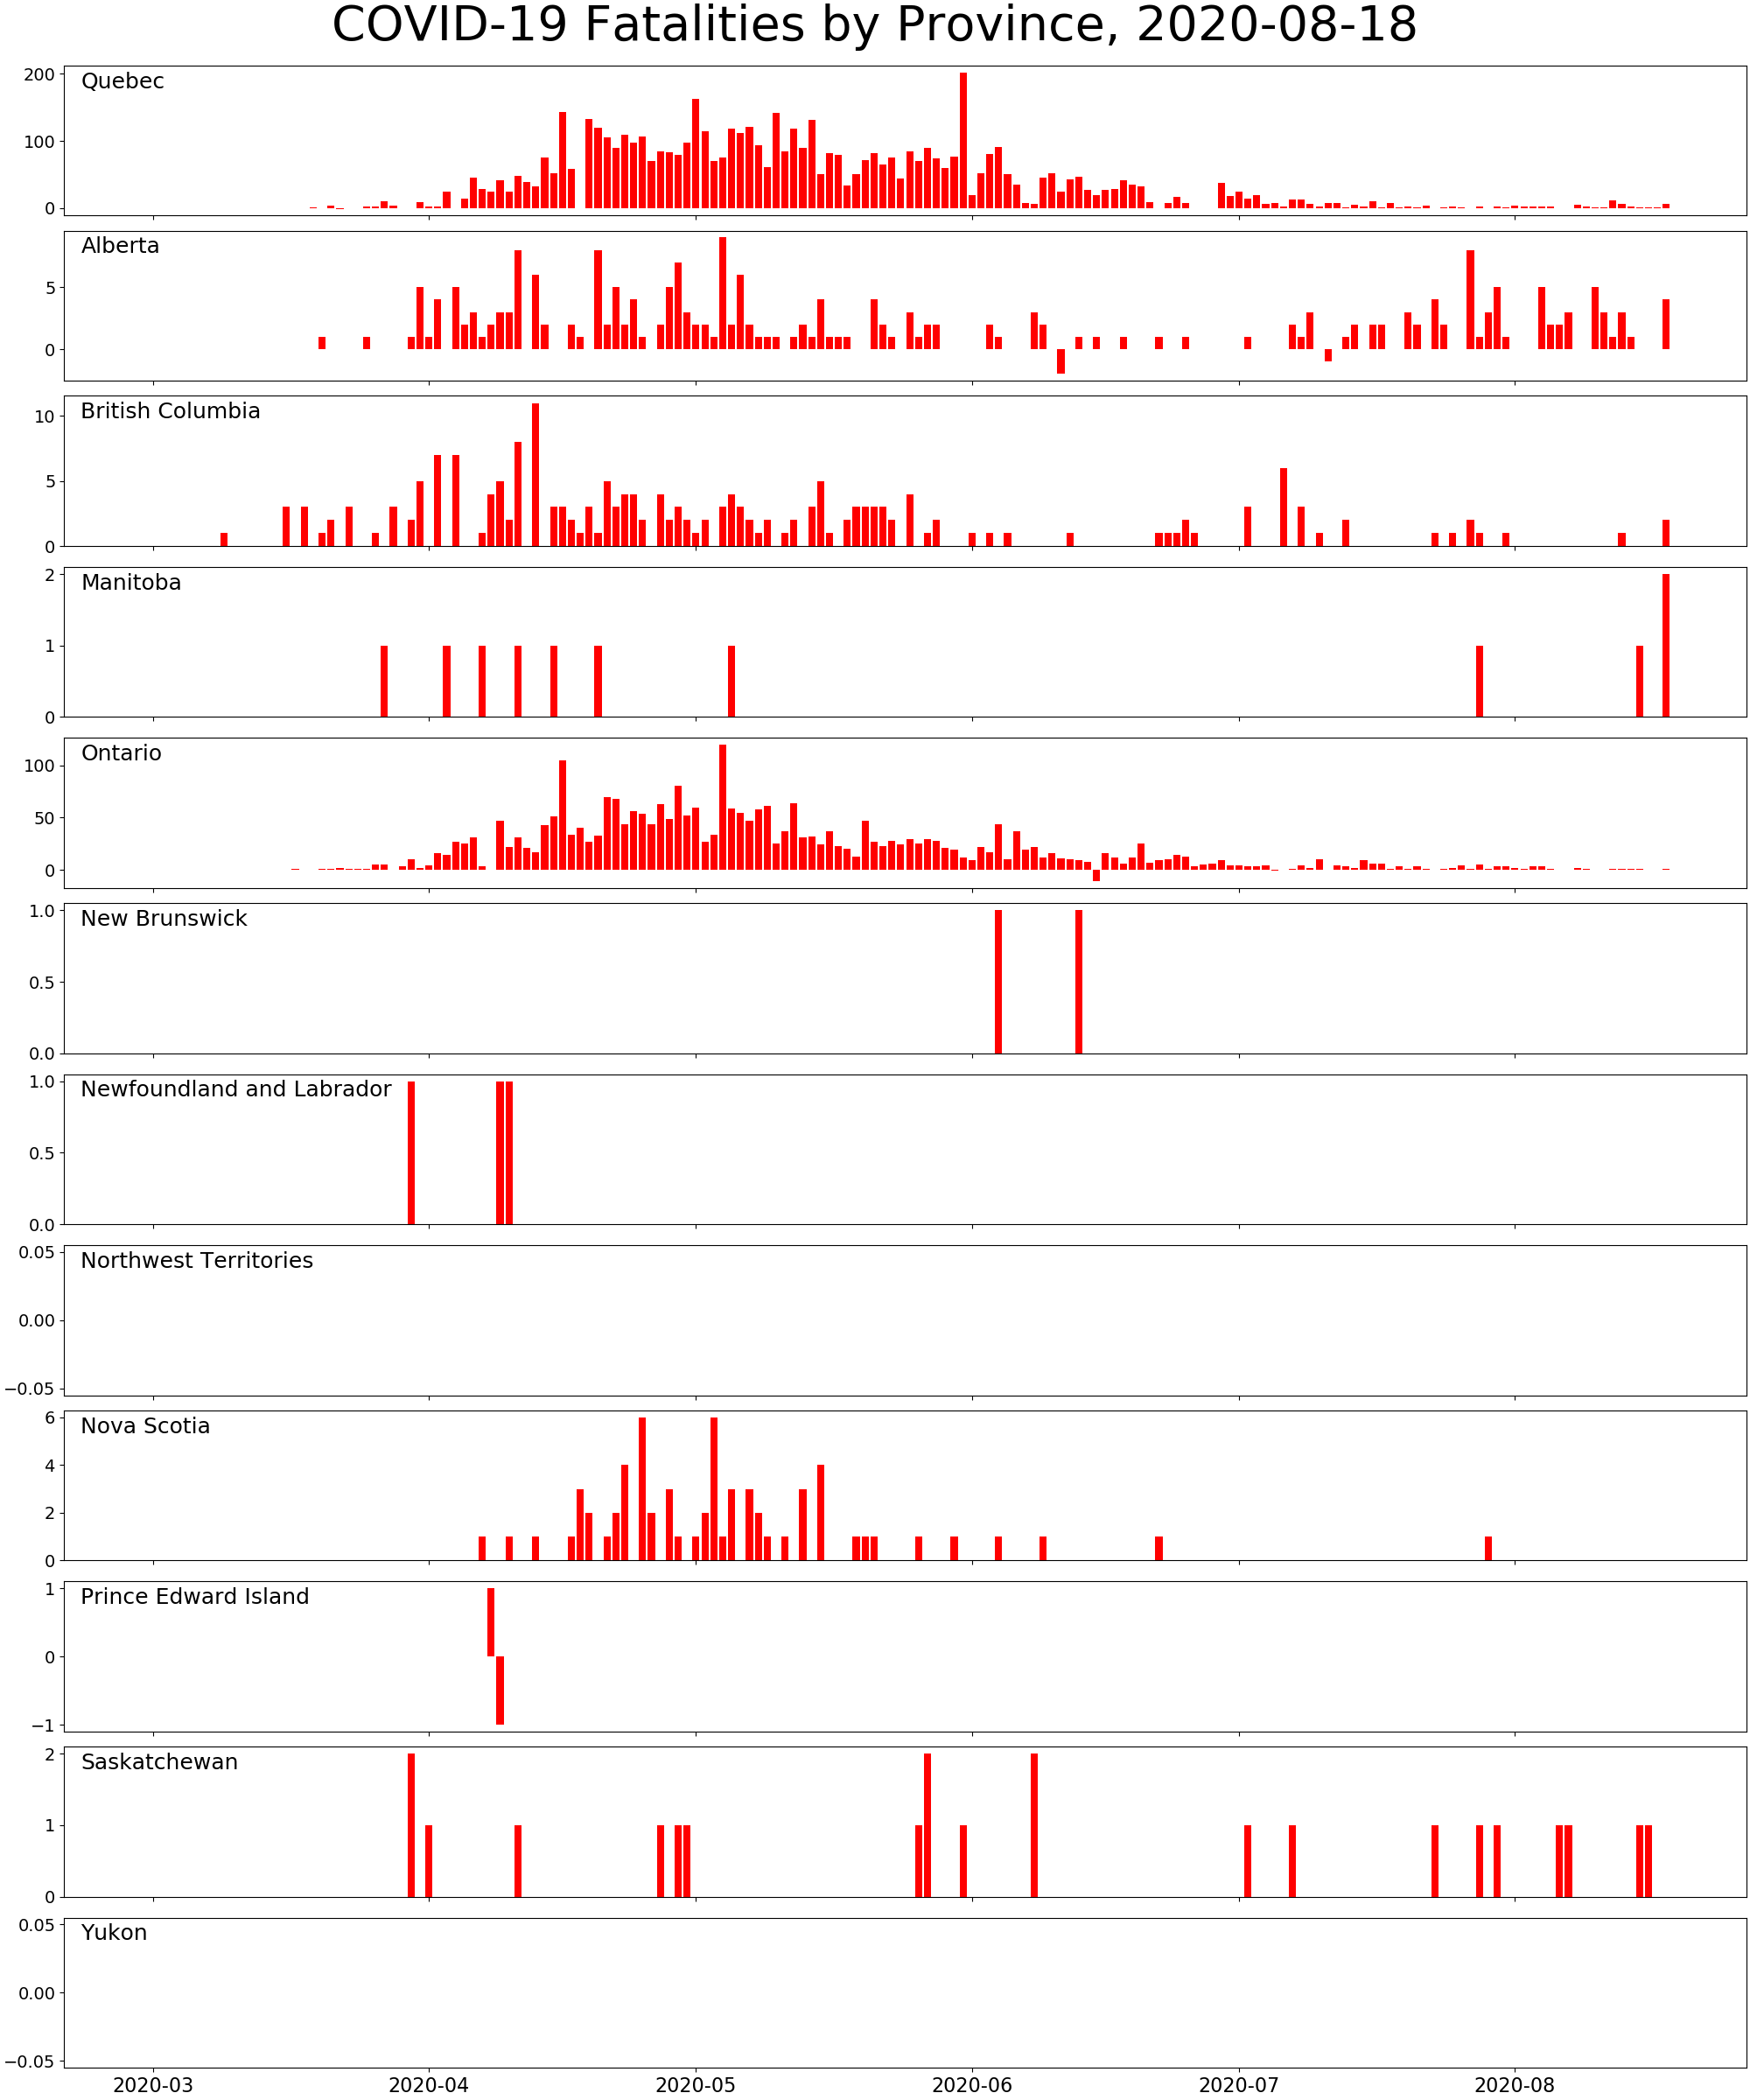 COVID-19 Fatalities by Province, 2020-08-18
Quebec
200
100
0
Alberta
5
0
British Columbia
10
5
0
Manitoba
2
1
0
Ontario
100
50
0
New Brunswick
1.0
0.5
0.0
Newfoundland and Labrador
1.0
0.5
0.0
Northwest Territories
0.05
0.00
−0.05
Nova Scotia
6
4
2
0
Prince Edward Island
1
0
−1
Saskatchewan
2
1
0
Yukon
0.05
0.00
−0.05
2020-03 2020-04 2020-05 2020-06 2020-07 2020-08